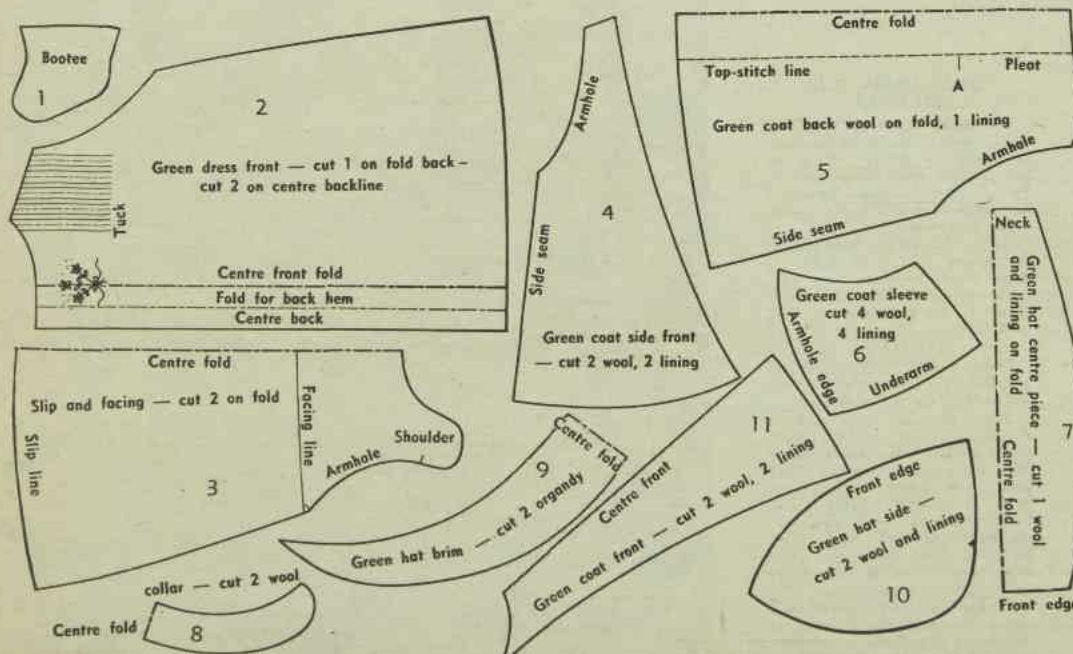 Bootee
1
2
Green dress front — cut 1 on fold back –
cut 2 on centre backline
Tuck
Centre front fold
Fold for back hem
Centre back
Centre fold
Slip and facing — cut 2 on fold
Slip line
Facing line
Armhole
Shoulder
3
Armhole
4
Side seam
Green coat side front
— cut 2 wool, 2 lining
Centre fold
Top-stitch line
Pleat
A
Green coat back wool on fold, 1 lining
Armhole
5
Side seam
Green coat sleeve
cut 4 wool,
4 lining
6
Armhole edge
Underarm
Neck
Green hat centre piece — cut 1 wool
and lining on fold
Centre fold
7
Front edge
collar — cut 2 wool
Centre fold
8
Centre fold
9
Green hat brim — cut 2 organdy
Front edge
Green hat side —
cut 2 wool and lining
10
11
Centre front
Green coat front — cut 2 wool, 2 lining